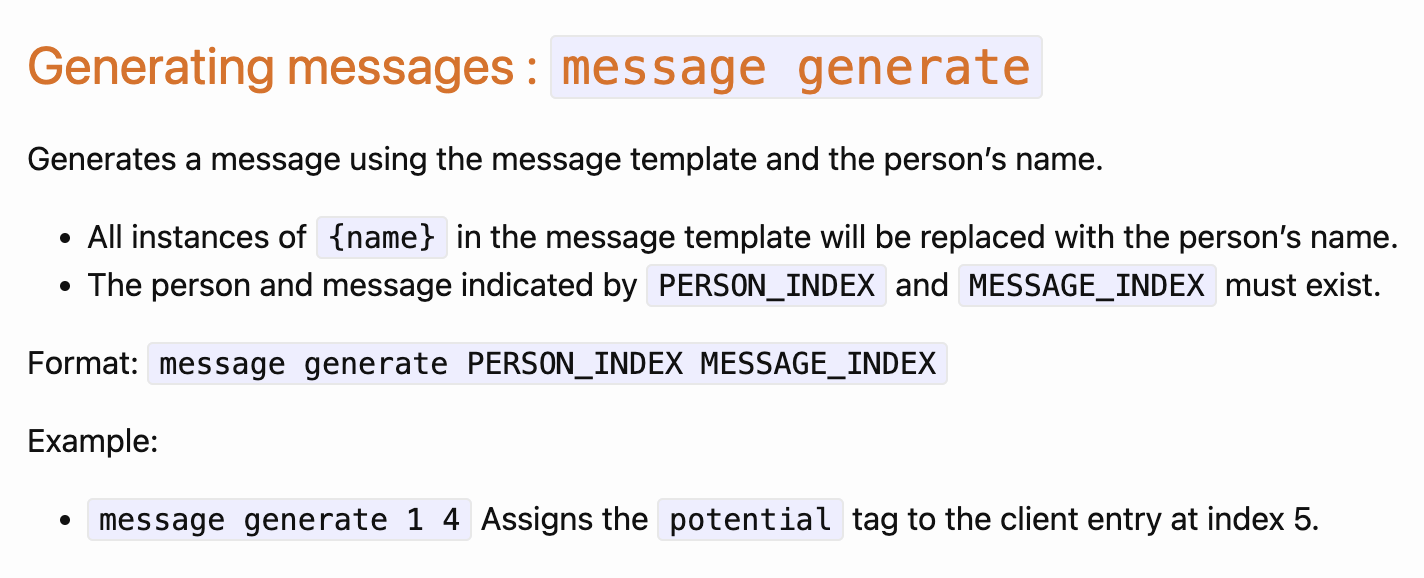 Generating messages : message generate
Generates a message using the message template and the person’s name.
• All instances of {name} in the message template will be replaced with the person’s name.
• The person and message indicated by PERSON_INDEX and MESSAGE_INDEX must exist.
Format: message generate PERSON_INDEX MESSAGE_INDEX
Example:
• message generate 1 4 Assigns the potential tag to the client entry at index 5.